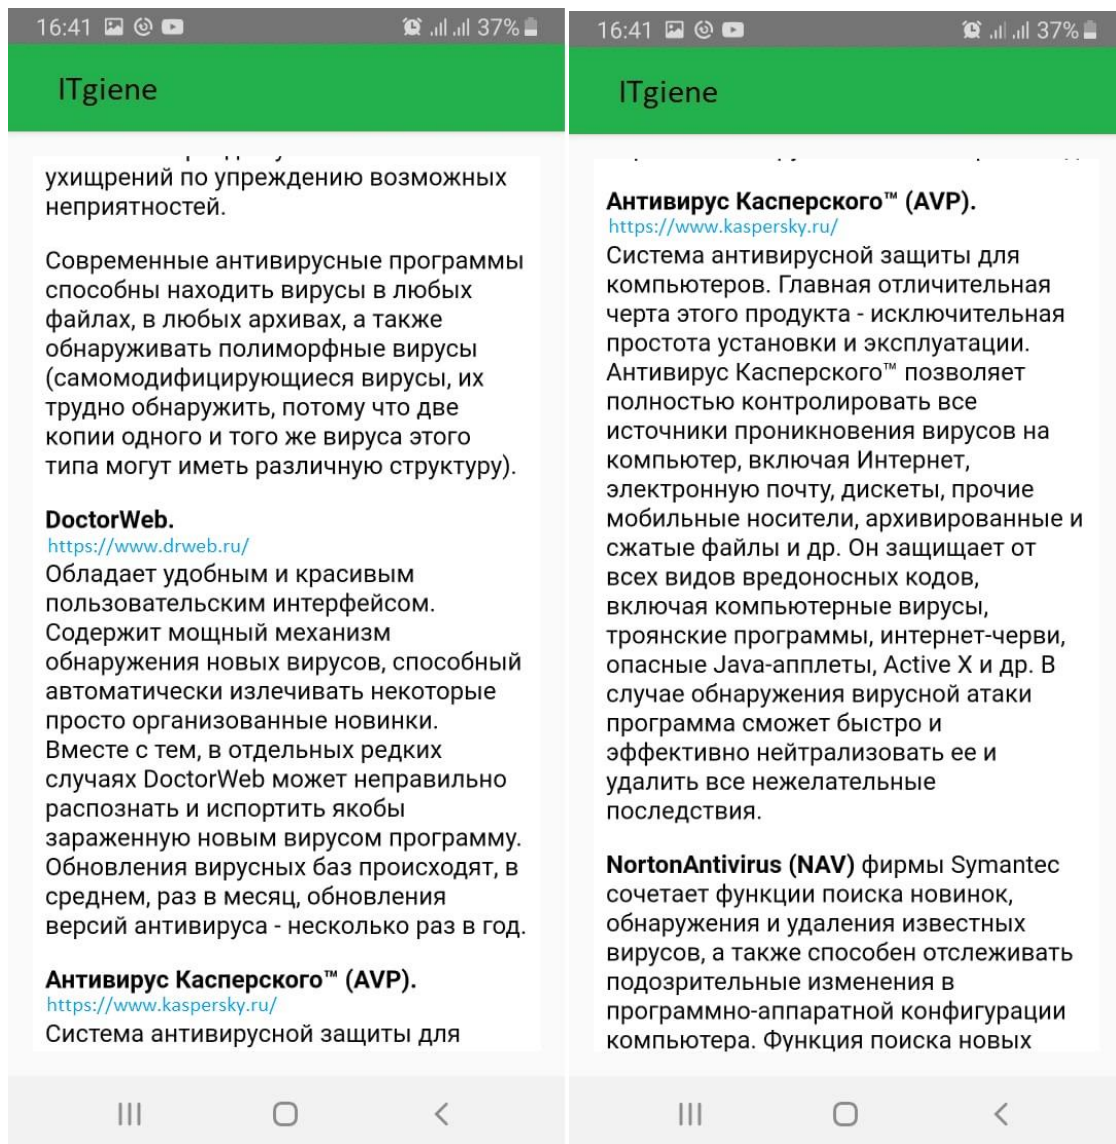 16:41
37%
ITgiene
ухищрений по упреждению возможных
неприятностей.
Современные антивирусные программы
способны находить вирусы в любых
файлах, в любых архивах, а также
обнаруживать полиморфные вирусы
(самомодифицирующиеся вирусы, их
трудно обнаружить, потому что две
копии одного и того же вируса этого
типа могут иметь различную структуру).
DoctorWeb.
https://www.drweb.ru/
Обладает удобным и красивым
пользовательским интерфейсом.
Содержит мощный механизм
обнаружения новых вирусов, способный
автоматически излечивать некоторые
просто организованные новинки.
Вместе с тем, в отдельных редких
случаях DoctorWeb может неправильно
распознать и испортить якобы
зараженную новым вирусом программу.
Обновления вирусных баз происходят, в
среднем, раз в месяц, обновления
версий антивируса - несколько раз в год.
Антивирус Касперского™ (AVP).
https://www.kaspersky.ru/
Система антивирусной защиты для
16:41
37%
ITgiene
Антивирус Касперского™ (AVP).
https://www.kaspersky.ru/
Система антивирусной защиты для
компьютеров. Главная отличительная
черта этого продукта - исключительная
простота установки и эксплуатации.
Антивирус Касперского™ позволяет
полностью контролировать все
источники проникновения вирусов на
компьютер, включая Интернет,
электронную почту, дискеты, прочие
мобильные носители, архивированные и
сжатые файлы и др. Он защищает от
всех видов вредоносных кодов,
включая компьютерные вирусы,
троянские программы, интернет-черви,
опасные Java-апплеты, Active X и др. В
случае обнаружения вирусной атаки
программа сможет быстро и
эффективно нейтрализовать ее и
удалить все нежелательные
последствия.
NortonAntivirus (NAV) фирмы Symantec
сочетает функции поиска новинок,
обнаружения и удаления известных
вирусов, а также способен отслеживать
подозрительные изменения в
программно-аппаратной конфигурации
компьютера. Функция поиска новых